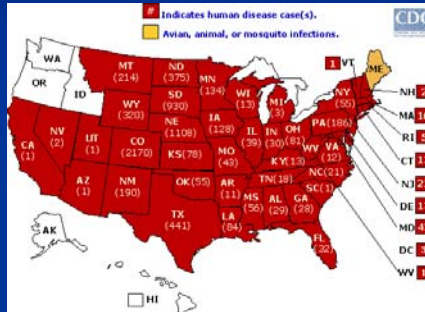 # Indicates human disease case(s).
Avian, animal, or mosquito infections.
CDC
WA
OR
ID
MT
(214)
ND
(375)
MN
(134)
WI
(13)
MI
(3)
1 VT
ME
NH
NY
(55)
MA
RI
CT
NJ
DE
MD
DC
WV
WY
(320)
SD
(930)
NE
(1108)
IA
(128)
IL
(39)
IN
(30)
OH
(81)
PA(186)
CA
(1)
NV
(2)
UT
(1)
CO
(2170)
KS(78)
MO
(43)
KY(13)
WV
VA
(12)
AZ
(1)
NM
(190)
OK(55)
AR
(11)
TN(18)
NC(21)
SC(1)
TX
(441)
LA
(84)
MS
(56)
AL
(29)
GA
(28)
FL
(32)
AK
HI